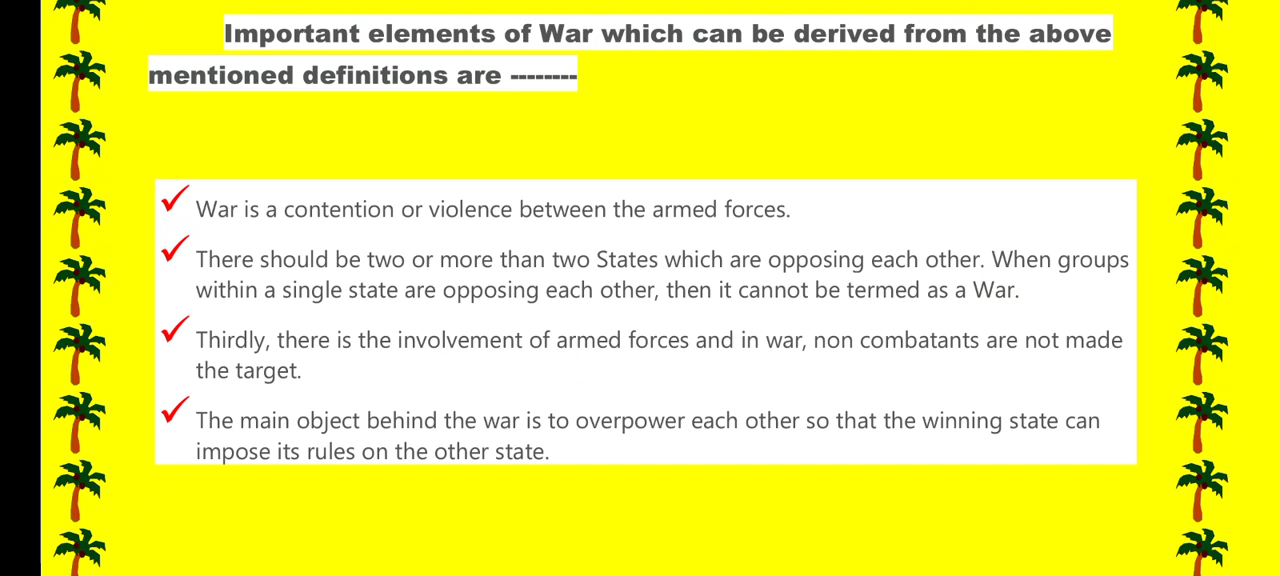 Important elements of War which can be derived from the above
mentioned definitions are --------
War is a contention or violence between the armed forces.
There should be two or more than two States which are opposing each other. When groups
within a single state are opposing each other, then it cannot be termed as a War.
Thirdly, there is the involvement of armed forces and in war, non combatants are not made
the target.
The main object behind the war is to overpower each other so that the winning state can
impose its rules on the other state.